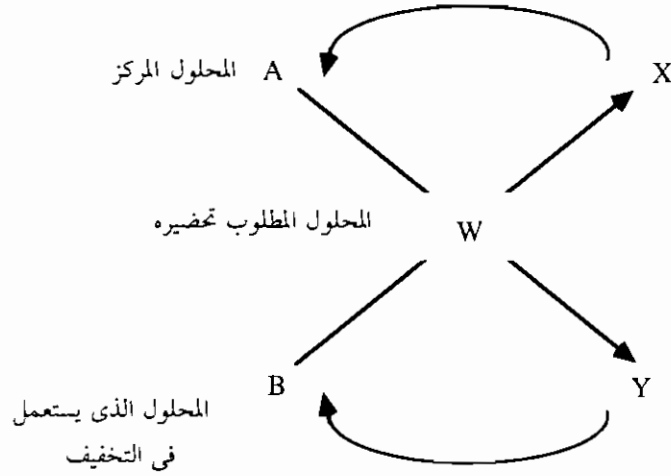 المحلول المركز A X
المحلول المطلوب تحضيره W
B Y
المحلول الذى يستعمل
فى التخفيف